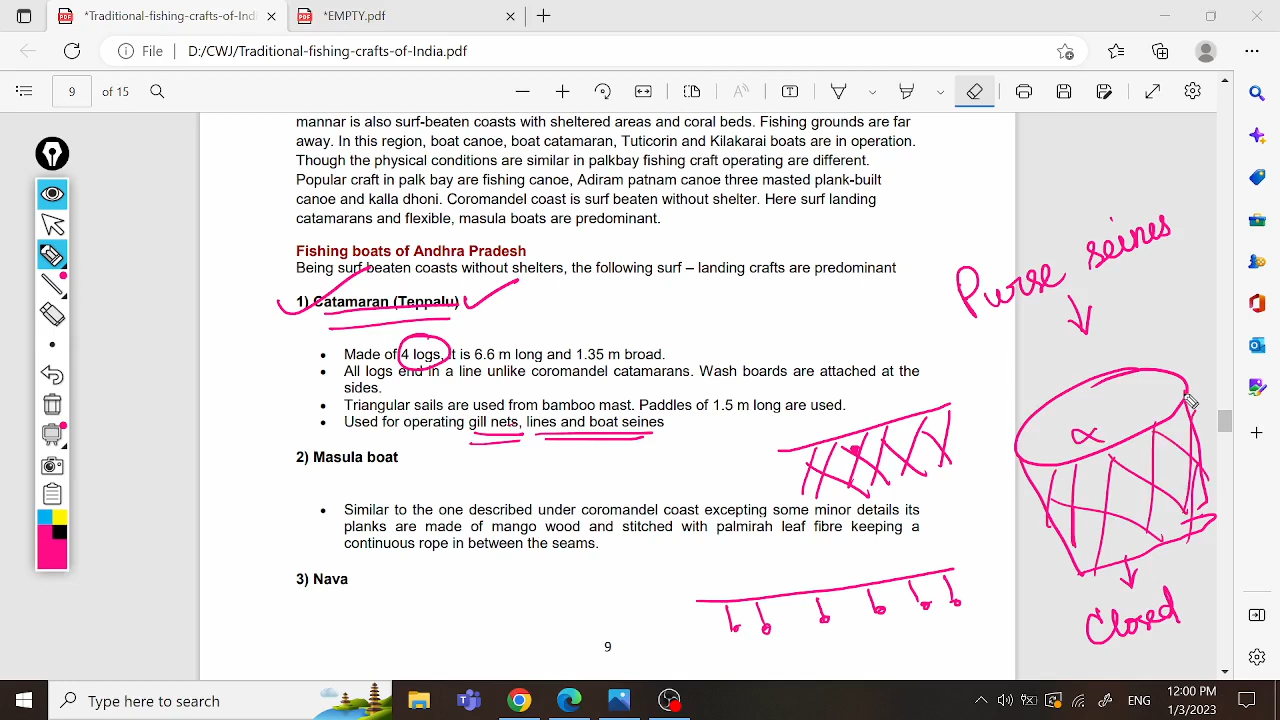 *Traditional-fishing-crafts-of-Indi
*EMPTY.pdf
File
D:/CWJ/Traditional-fishing-crafts-of-India.pdf
9 of 15
mannar is also surf-beaten coasts with sheltered areas and coral beds. Fishing grounds are far
away. In this region, boat canoe, boat catamaran, Tuticorin and Kilakarai boats are in operation.
Though the physical conditions are similar in palkbay fishing craft operating are different.
Popular craft in palk bay are fishing canoe, Adiram patnam canoe three masted plank-built
canoe and kalla dhoni. Coromandel coast is surf beaten without shelter. Here surf landing
catamarans and flexible, masula boats are predominant.
Fishing boats of Andhra Pradesh
Being surf-beaten coasts without shelters, the following surf – landing crafts are predominant
1) Catamaran (Teppalu)
• Made of 4 logs, it is 6.6 m long and 1.35 m broad.
• All logs end in a line unlike coromandel catamarans. Wash boards are attached at the
sides.
• Triangular sails are used from bamboo mast. Paddles of 1.5 m long are used.
• Used for operating gill nets, lines and boat seines
2) Masula boat
• Similar to the one described under coromandel coast excepting some minor details its
planks are made of mango wood and stitched with palmirah leaf fibre keeping a
continuous rope in between the seams.
3) Nava
9
Purse seines
∝
Closed
Type here to search
ENG
12:00 PM
1/3/2023